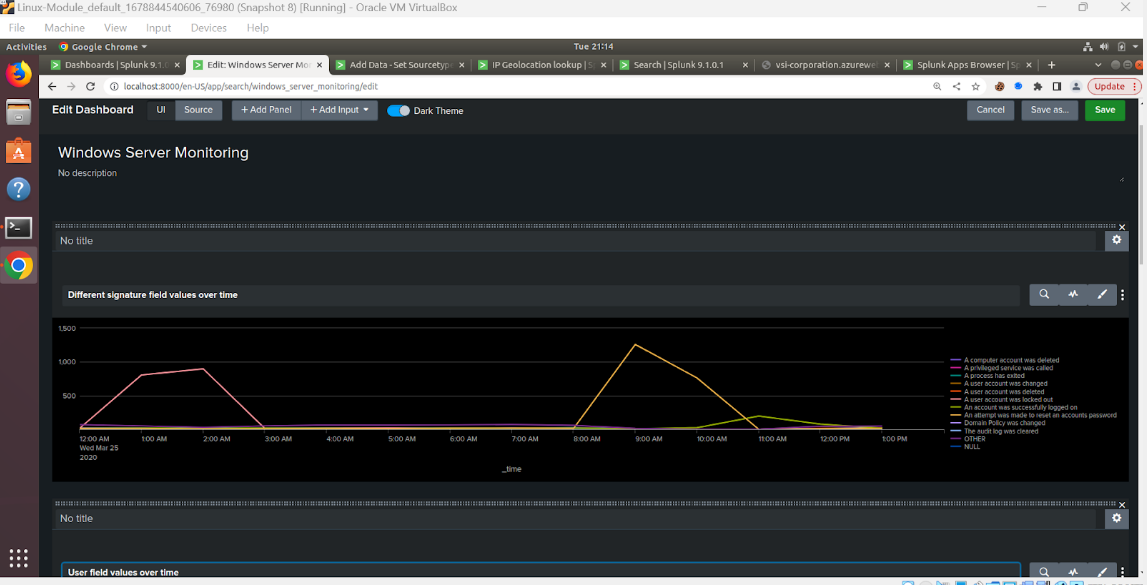 Linux-Module_default_1678844540606_76980 (Snapshot 8) [Running] - Oracle VM VirtualBox
File Machine View Input Devices Help
Activities Google Chrome Tue 21:14
Dashboards | Splunk 9.1. Edit: Windows Server Mo Add Data - Set Sourcetype IP Geolocation lookup | S Search | Splunk 9.1.0.1 vsi-corporation.azurewe Splunk Apps Browser | Sp
localhost:8000/en-US/app/search/windows_server_monitoring/edit Update
Edit Dashboard UI Source + Add Panel + Add Input Dark Theme Cancel Save as... Save
Windows Server Monitoring
No description
No title
Different signature field values over time
1,500
1,000
500
12:00 AM 1:00 AM 2:00 AM 3:00 AM 4:00 AM 5:00 AM 6:00 AM 7:00 AM 8:00 AM 9:00 AM 10:00 AM 11:00 AM 12:00 PM 1:00 PM
Wed Mar 25
2020
_time
A computer account was deleted
A privileged service was called
A process has exited
A user account was changed
A user account was deleted
A user account was locked out
An account was successfully logged on
An attempt was made to reset an accounts password
Domain Policy was changed
The audit log was cleared
OTHER
NULL
No title
User field values over time